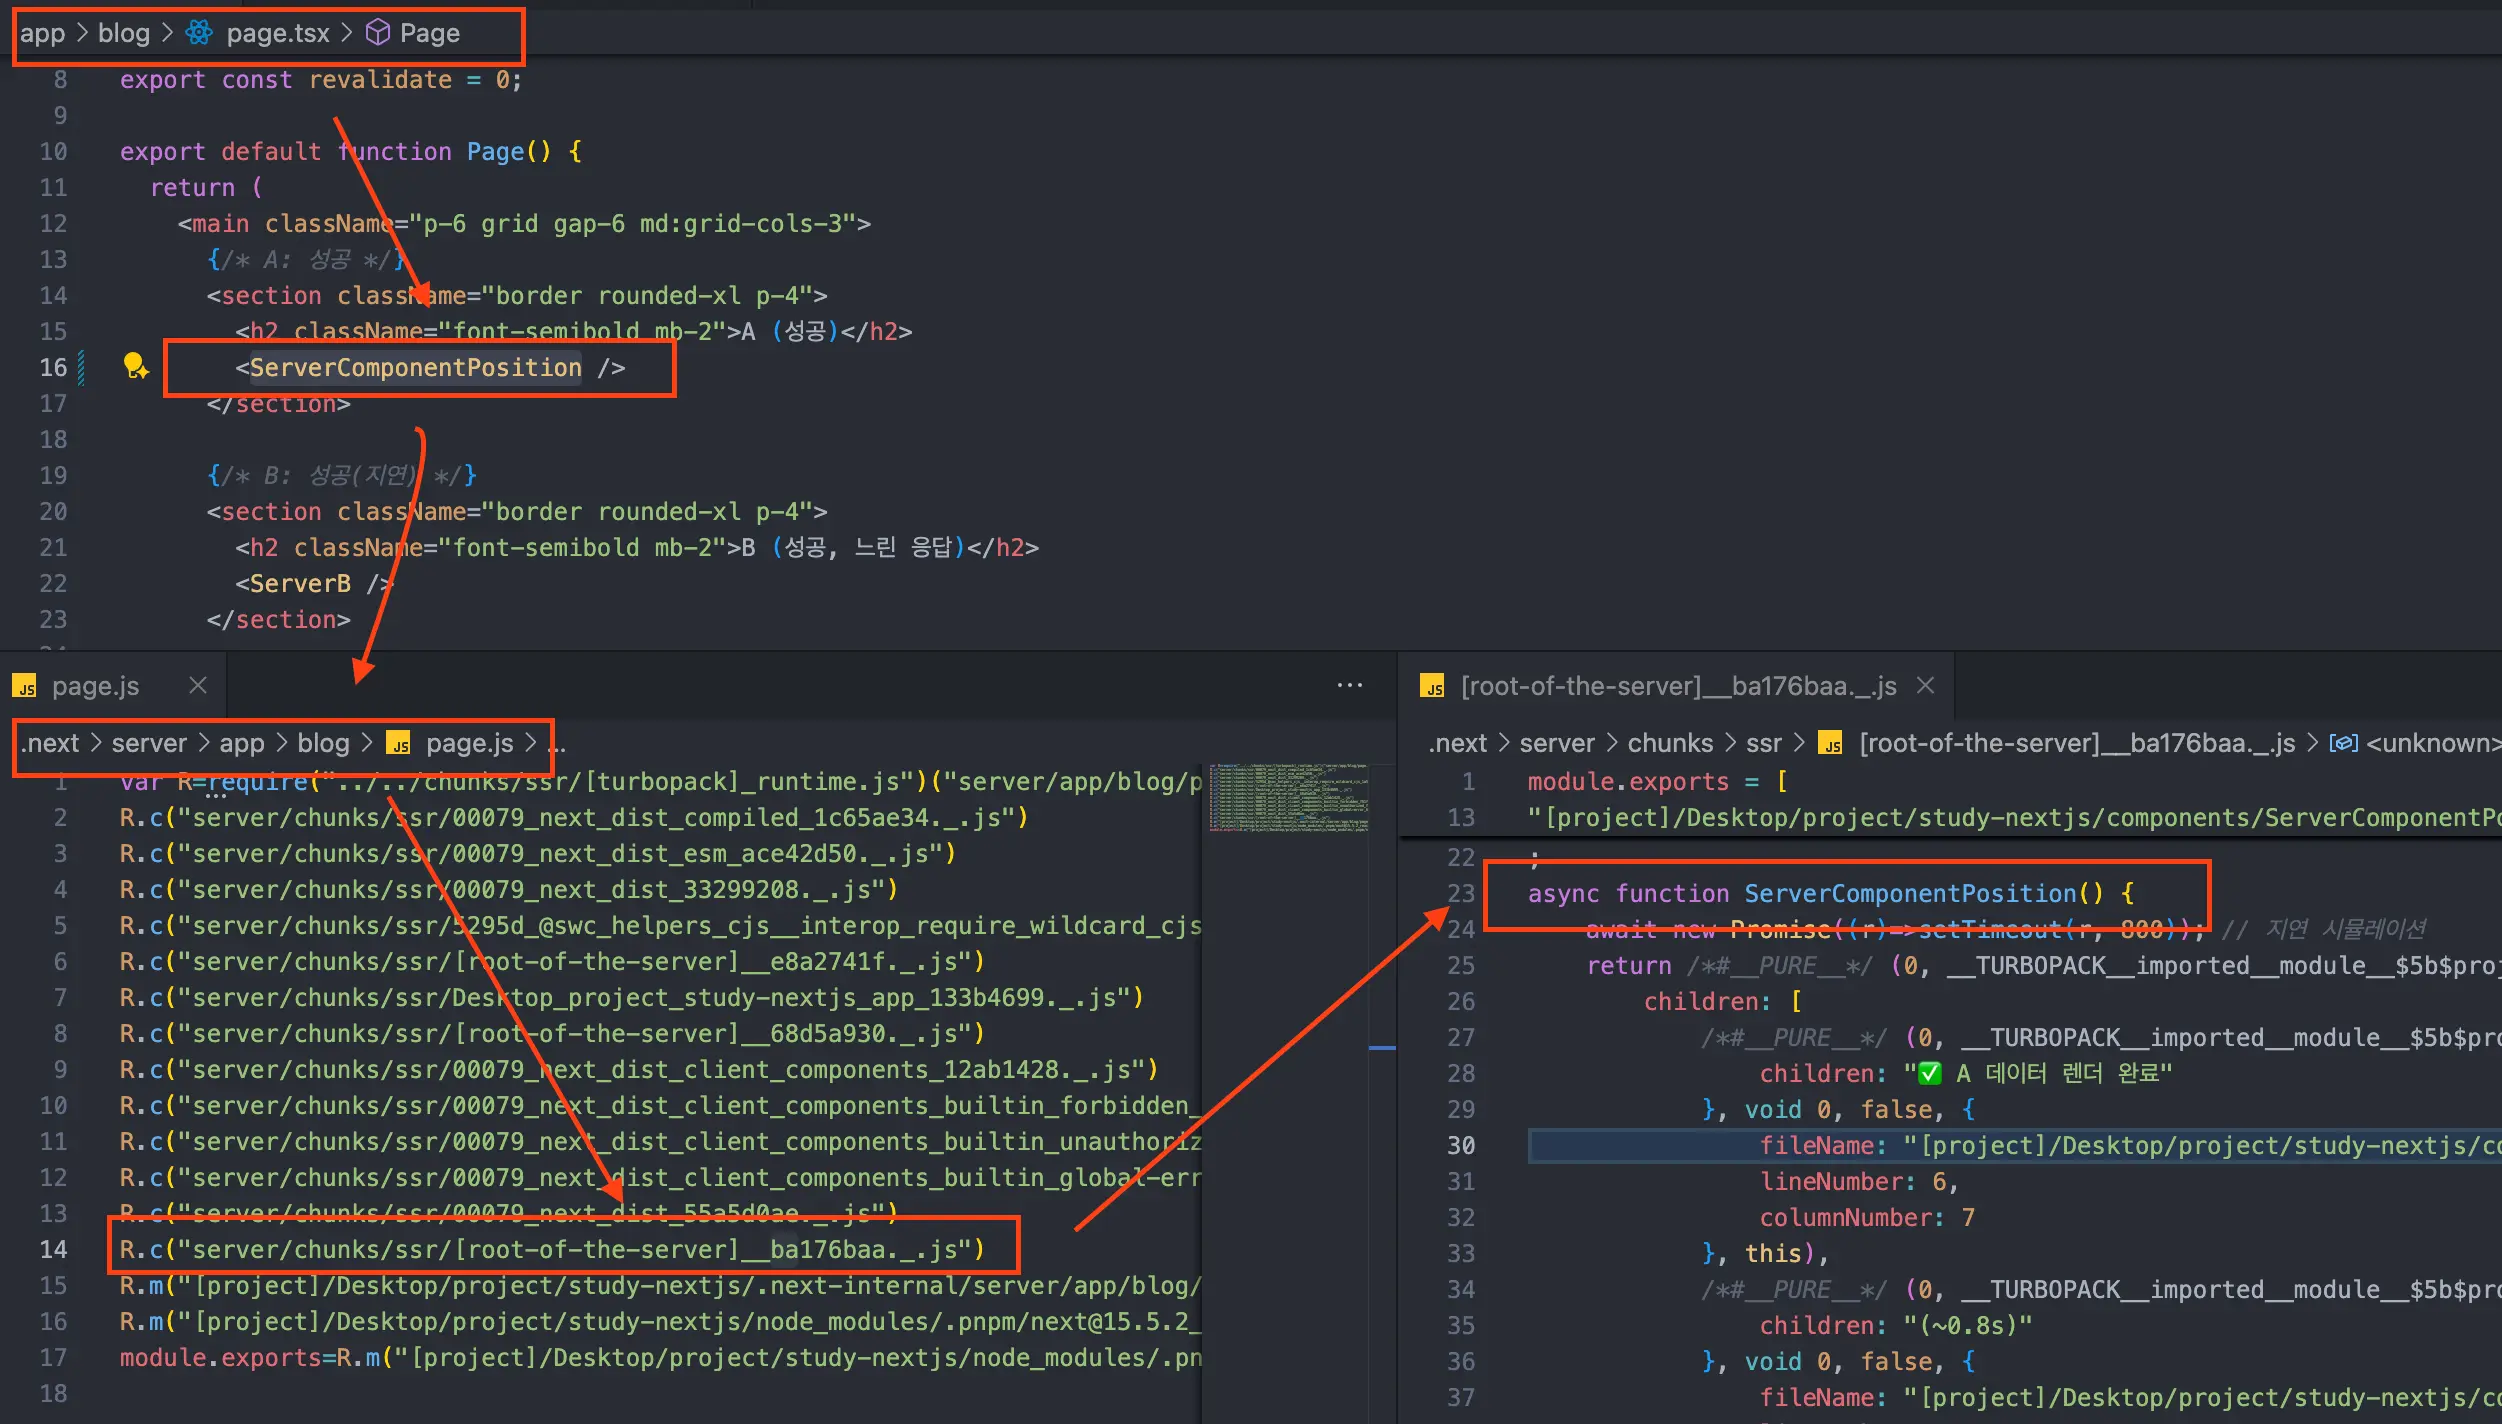 app > blog > page.tsx > Page
8 export const revalidate = 0;
9
10 export default function Page() {
11 return (
12 <main className="p-6 grid gap-6 md:grid-cols-3">
13 {/* A: 성공 */}
14 <section className="border rounded-xl p-4">
15 <h2 className="font-semibold mb-2">A (성공)</h2>
16 <ServerComponentPosition />
17 </section>
18
19 {/* B: 성공(지연) */}
20 <section className="border rounded-xl p-4">
21 <h2 className="font-semibold mb-2">B (성공, 느린 응답)</h2>
22 <ServerB />
23 </section>
JS page.js
.next > server > app > blog > JS page.js > ...
1 var R=require("../../chunks/ssr/[turbopack]_runtime.js")("server/app/blog/p
2 R.c("server/chunks/ssr/00079_next_dist_compiled_1c65ae34._.js")
3 R.c("server/chunks/ssr/00079_next_dist_esm_ace42d50._.js")
4 R.c("server/chunks/ssr/00079_next_dist_33299208._.js")
5 R.c("server/chunks/ssr/5295d_@swc_helpers_cjs__interop_require_wildcard_cjs
6 R.c("server/chunks/ssr/[root-of-the-server]__e8a2741f._.js")
7 R.c("server/chunks/ssr/Desktop_project_study-nextjs_app_133b4699._.js")
8 R.c("server/chunks/ssr/[root-of-the-server]__68d5a930._.js")
9 R.c("server/chunks/ssr/00079_next_dist_client_components_12ab1428._.js")
10 R.c("server/chunks/ssr/00079_next_dist_client_components_builtin_forbidden_
11 R.c("server/chunks/ssr/00079_next_dist_client_components_builtin_unauthoriz
12 R.c("server/chunks/ssr/00079_next_dist_client_components_builtin_global-err
13 R.c("server/chunks/ssr/00079_next_dist_55a5d0ae._.js")
14 R.c("server/chunks/ssr/[root-of-the-server]__ba176baa._.js")
15 R.m("[project]/Desktop/project/study-nextjs/.next-internal/server/app/blog/
16 R.m("[project]/Desktop/project/study-nextjs/node_modules/.pnpm/next@15.5.2_
17 module.exports=R.m("[project]/Desktop/project/study-nextjs/node_modules/.pn
18
JS [root-of-the-server]__ba176baa._.js
.next > server > chunks > ssr > JS [root-of-the-server]__ba176baa._.js > <unknown>
1 module.exports = [
13 "[project]/Desktop/project/study-nextjs/components/ServerComponentPo
22 ;
23 async function ServerComponentPosition() {
24 await new Promise((r)=>setTimeout(r, 800)); // 지연 시뮬레이션
25 return /*#__PURE__*/ (0, __TURBOPACK__imported__module__$5b$proj
26 children: [
27 /*#__PURE__*/ (0, __TURBOPACK__imported__module__$5b$pro
28 children: "✅ A 데이터 렌더 완료"
29 }, void 0, false, {
30 fileName: "[project]/Desktop/project/study-nextjs/co
31 lineNumber: 6,
32 columnNumber: 7
33 }, this),
34 /*#__PURE__*/ (0, __TURBOPACK__imported__module__$5b$pro
35 children: "(~0.8s)"
36 }, void 0, false, {
37 fileName: "[project]/Desktop/project/study-nextjs/co